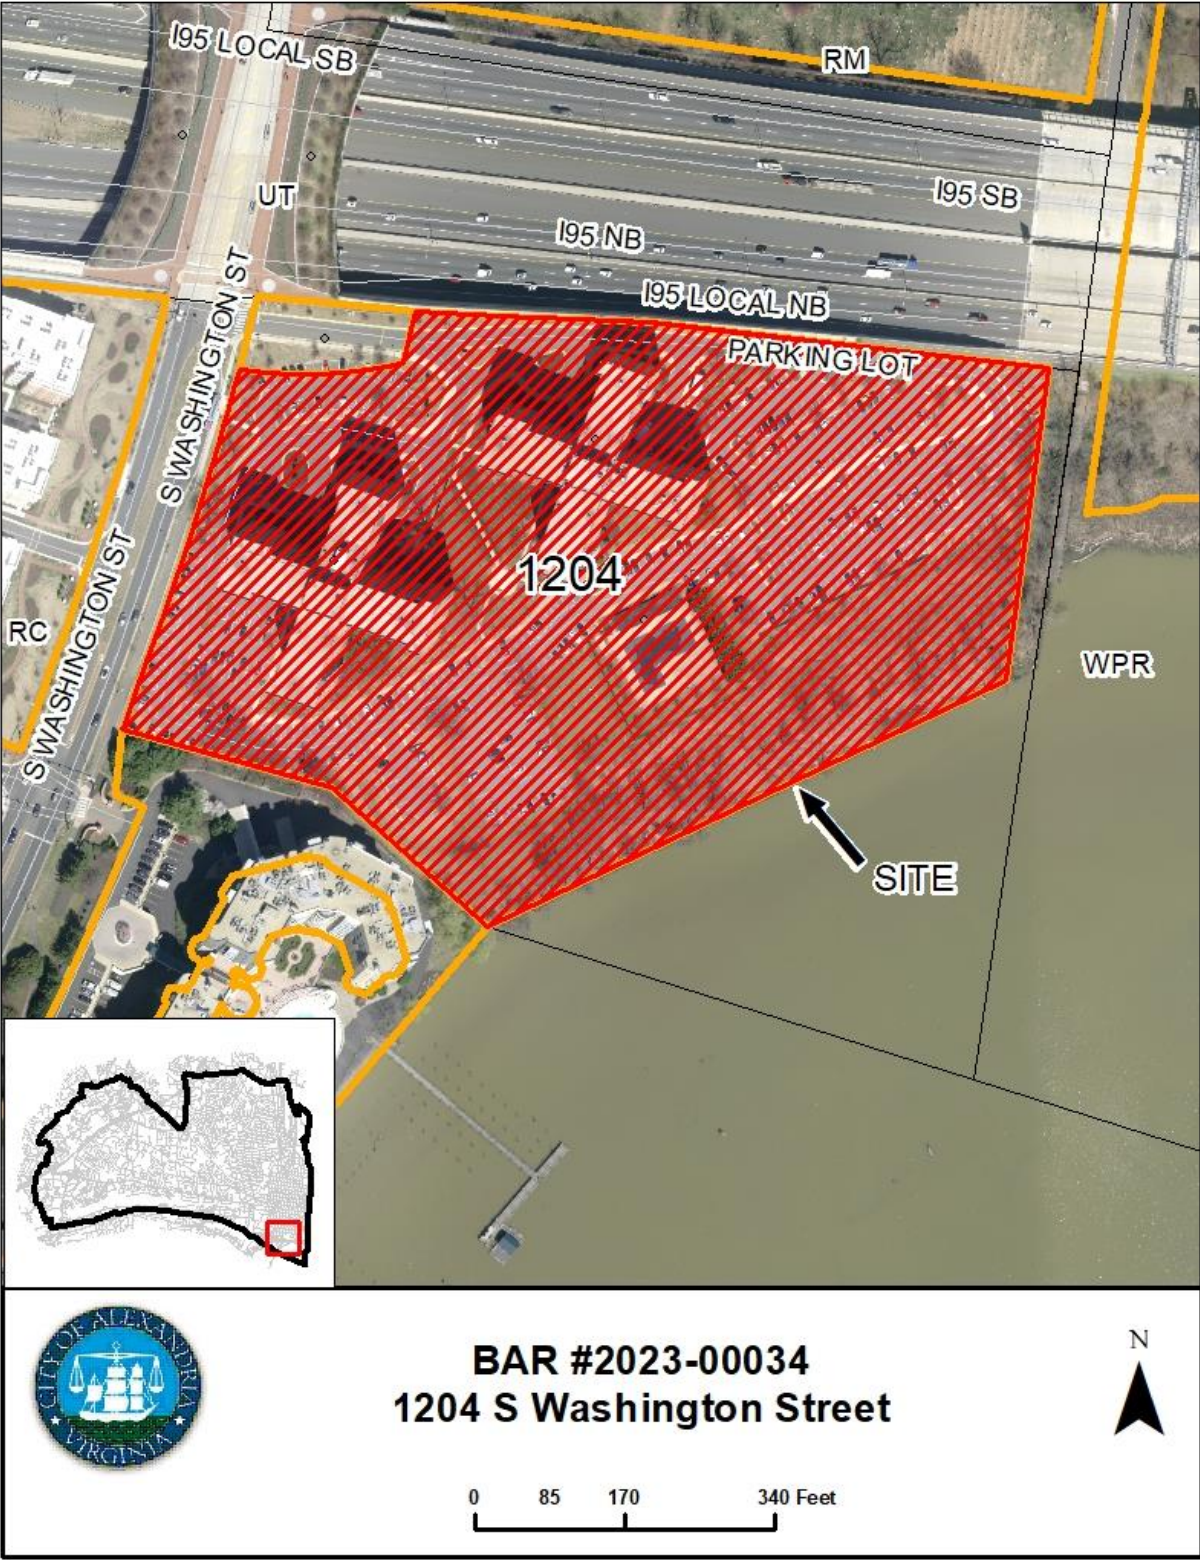 I95 LOCAL SB
RM
UT
I95 SB
I95 NB
I95 LOCAL NB
PARKING LOT
S WASHINGTON ST
S WASHINGTON ST
1204
RC
WPR
SITE
CITY OF ALEXANDRIA
VIRGINIA
BAR #2023-00034
1204 S Washington Street
N
0 85 170 340 Feet